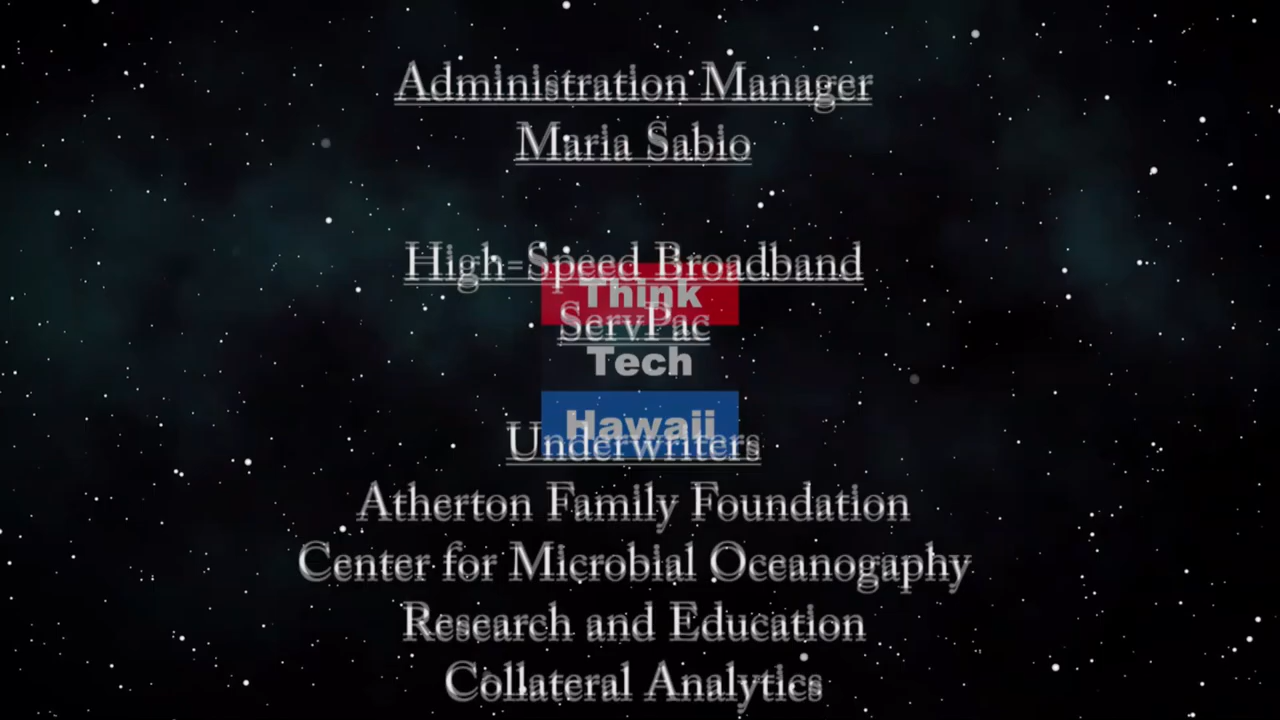 Administration Manager
Maria Sabio
High-Speed Broadband
Think
ServPac
Tech
Hawaii
Underwriters
Atherton Family Foundation
Center for Microbial Oceanogaphy
Research and Education
Collateral Analytics